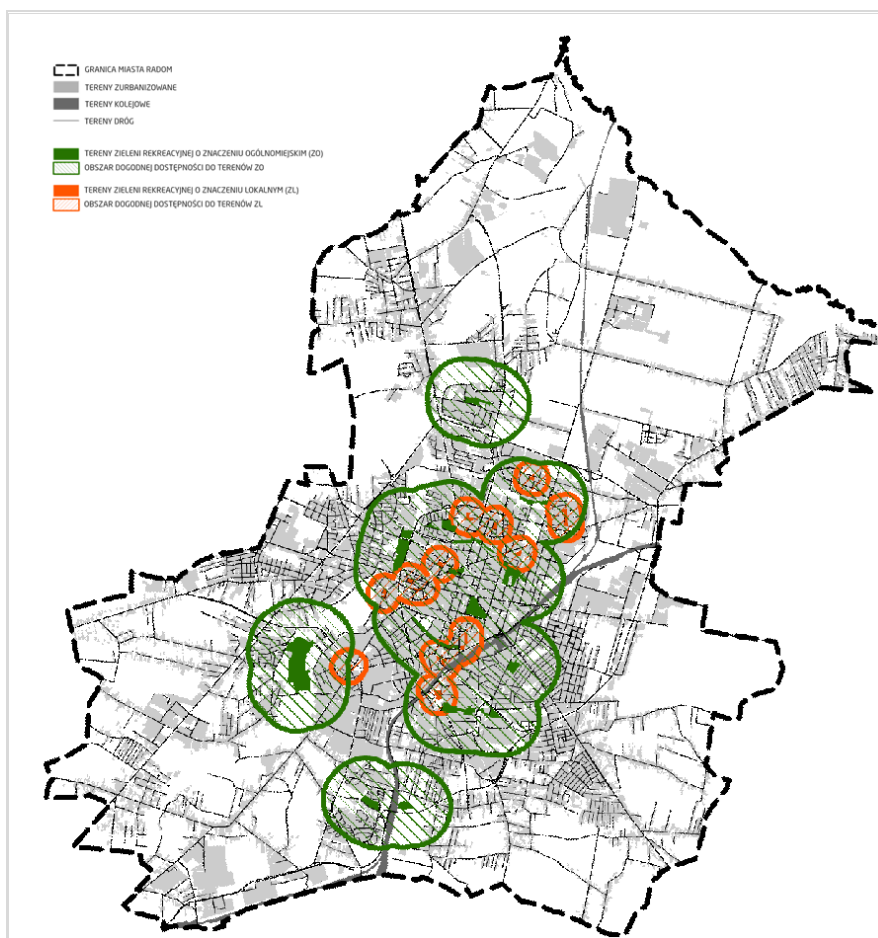 GRANICA MIASTA RADOM
TERENY ZURBANIZOWANE
TERENY KOLEJOWE
TERENY DRÓG
TERENY ZIELENI REKREACYJNEJ O ZNACZENIU OGÓLNOMIEJSKIM (ZO)
OBSZAR DOGODNEJ DOSTĘPNOŚCI DO TERENÓW ZO
TERENY ZIELENI REKREACYJNEJ O ZNACZENIU LOKALNYM (ZL)
OBSZAR DOGODNEJ DOSTĘPNOŚCI DO TERENÓW ZL